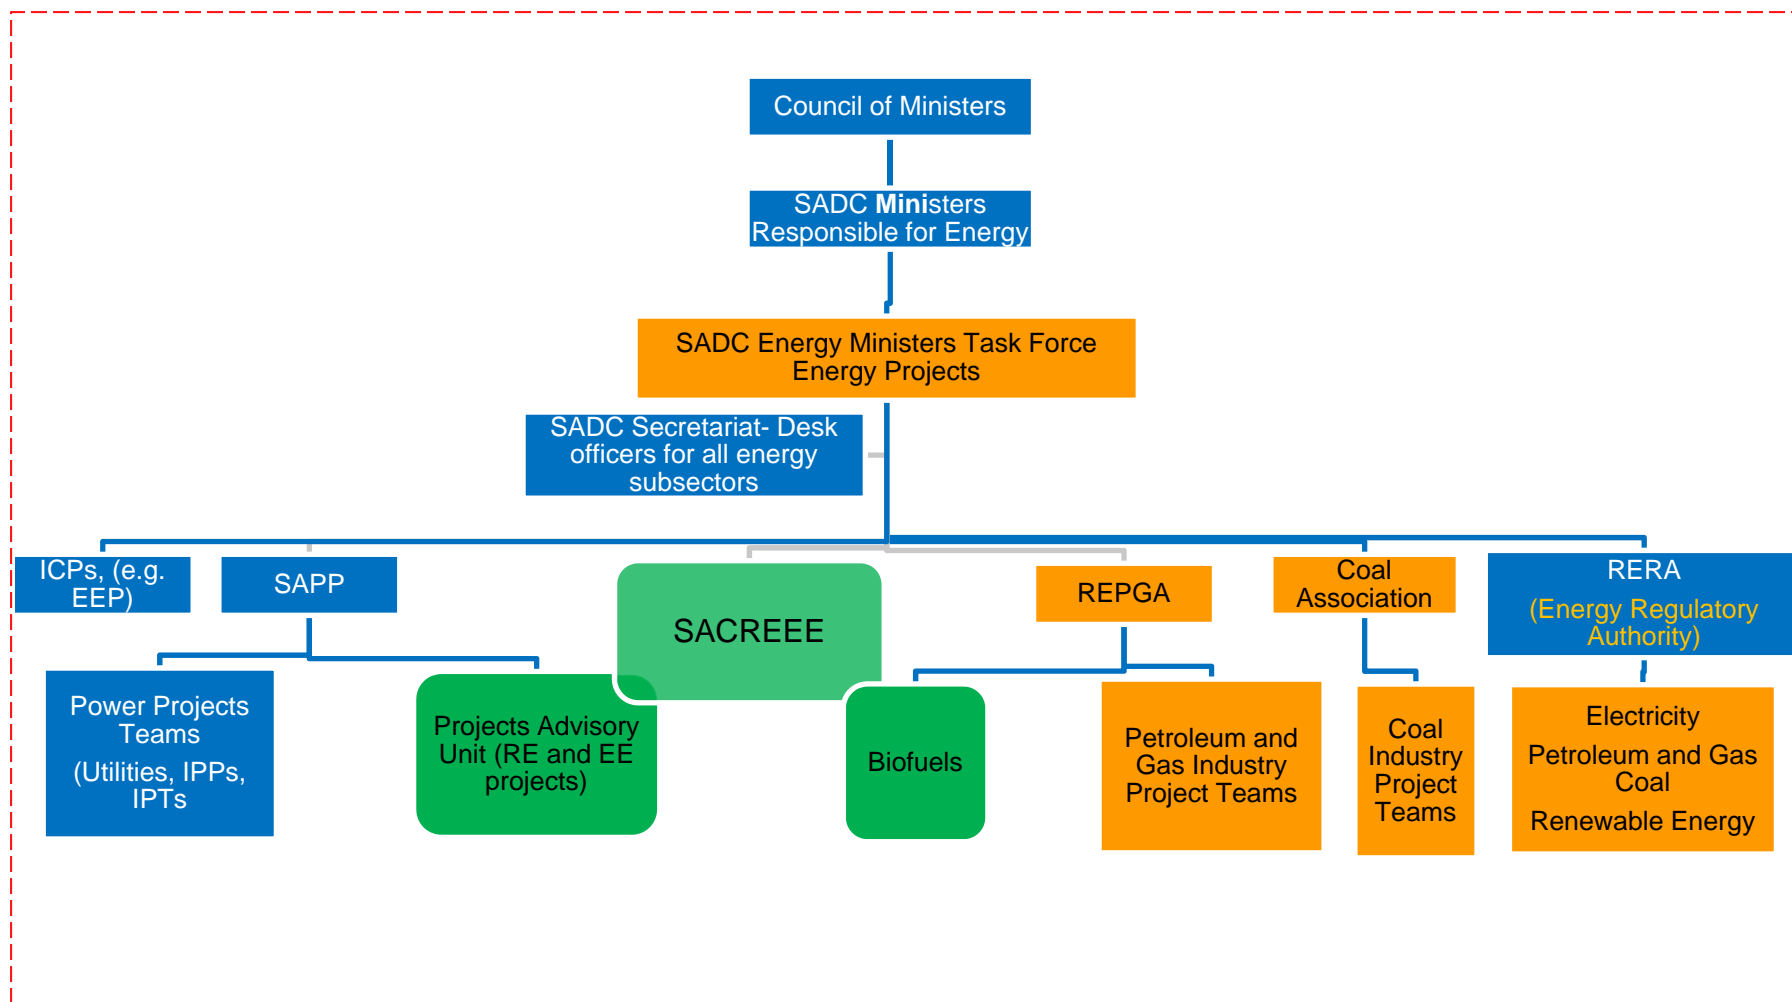 Council of Ministers
SADC Ministers
Responsible for Energy
SADC Energy Ministers Task Force
Energy Projects
SADC Secretariat- Desk
officers for all energy
subsectors
ICPs, (e.g.
EEP)
SAPP
SACREEE
REPGA
Coal
Association
RERA
(Energy Regulatory
Authority)
Power Projects
Teams
(Utilities, IPPs,
IPTs
Projects Advisory
Unit (RE and EE
projects)
Biofuels
Petroleum and
Gas Industry
Project Teams
Coal
Industry
Project
Teams
Electricity
Petroleum and Gas
Coal
Renewable Energy